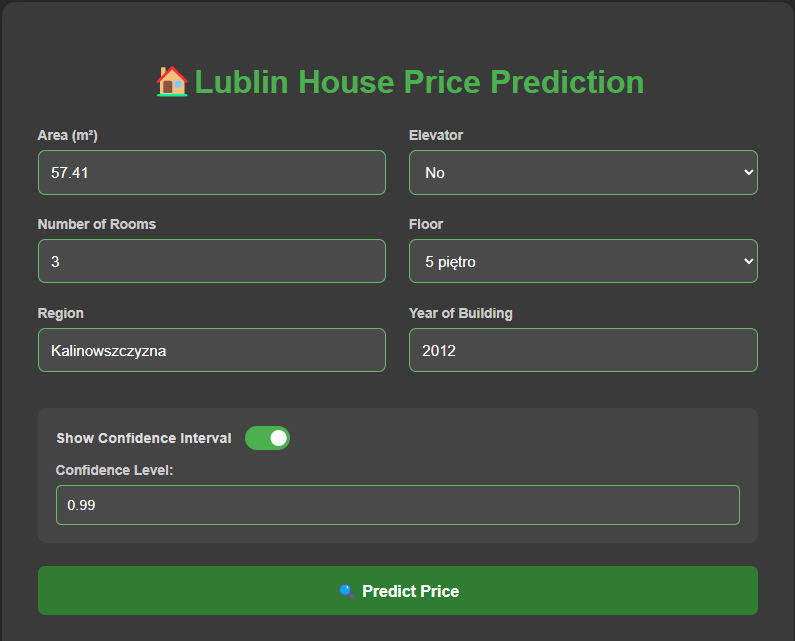 Lublin House Price Prediction
Area (m²)
57.41
Elevator
No
Number of Rooms
3
Floor
5 piętro
Region
Kalinowszczyzna
Year of Building
2012
Show Confidence Interval
Confidence Level:
0.99
Predict Price